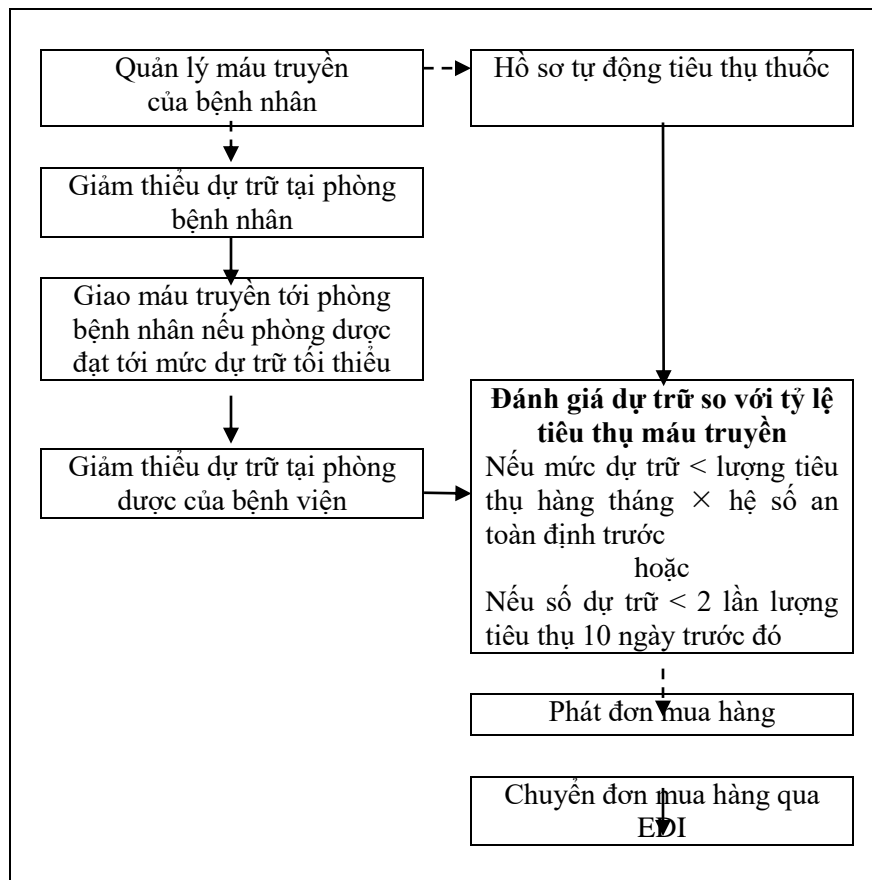 Quản lý máu truyền
của bệnh nhân
Hồ sơ tự động tiêu thụ thuốc
Giảm thiểu dự trữ tại phòng
bệnh nhân
Giao máu truyền tới phòng
bệnh nhân nếu phòng dược
đạt tới mức dự trữ tối thiểu
Giảm thiểu dự trữ tại phòng
dược của bệnh viện
Đánh giá dự trữ so với tỷ lệ
tiêu thụ máu truyền
Nếu mức dự trữ < lượng tiêu
thụ hàng tháng × hệ số an
toàn định trước
hoặc
Nếu số dự trữ < 2 lần lượng
tiêu thụ 10 ngày trước đó
Phát đơn mua hàng
Chuyển đơn mua hàng qua
EDI